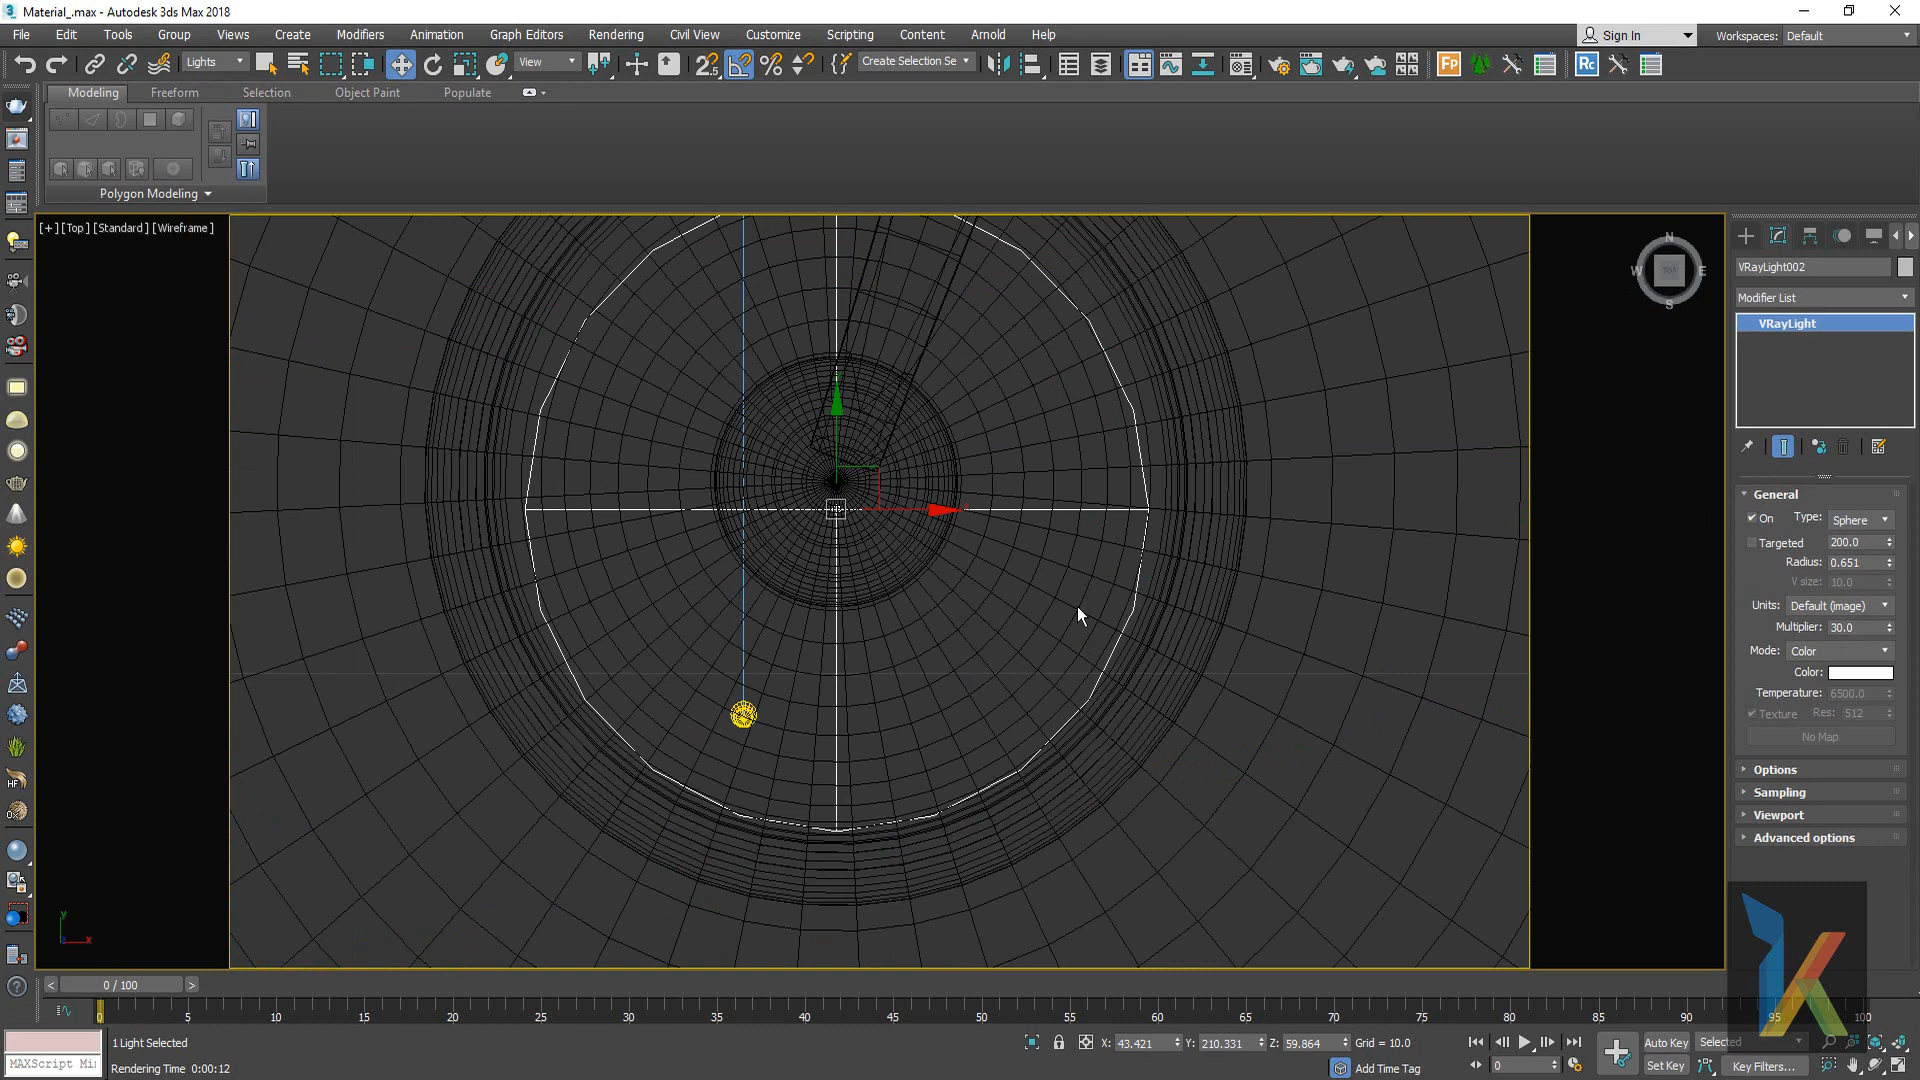 Material_.max - Autodesk 3ds Max 2018
File Edit Tools Group Views Create Modifiers Animation Graph Editors Rendering Civil View Customize Scripting Content Arnold Help
Sign In Workspaces: Default
Lights View Create Selection Se
Fp Rc
Modeling Freeform Selection Object Paint Populate
Polygon Modeling
[+] [Top] [Standard] [Wireframe]
N
W TOP E
S
VRayLight002
Modifier List
VRayLight
General
On Type: Sphere
Targeted 200.0
Radius: 0.651
V size: 10.0
Units: Default (image)
Multiplier: 30.0
Mode: Color
Color:
Temperature: 6500.0
Texture Res: 512
No Map
Options
Sampling
Viewport
Advanced options
HF
y
x
< 0 / 100 >
0 5 10 15 20 25 30 35 40 45 50 55 60 65 70 75 80 85 90 95 100
1 Light Selected
X: 43.421 Y: 210.331 Z: 59.864 Grid = 10.0
Auto Key Selected
MAXScript Mi
Rendering Time 0:00:12
Add Time Tag
0
Set Key Key Filters...